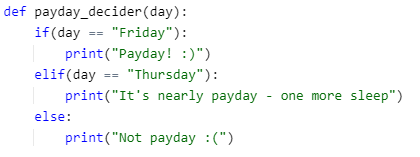 def payday_decider(day):
    if(day == "Friday"):
        print("Payday! :)")
    elif(day == "Thursday"):
        print("It's nearly payday - one more sleep")
    else:
        print("Not payday :(")